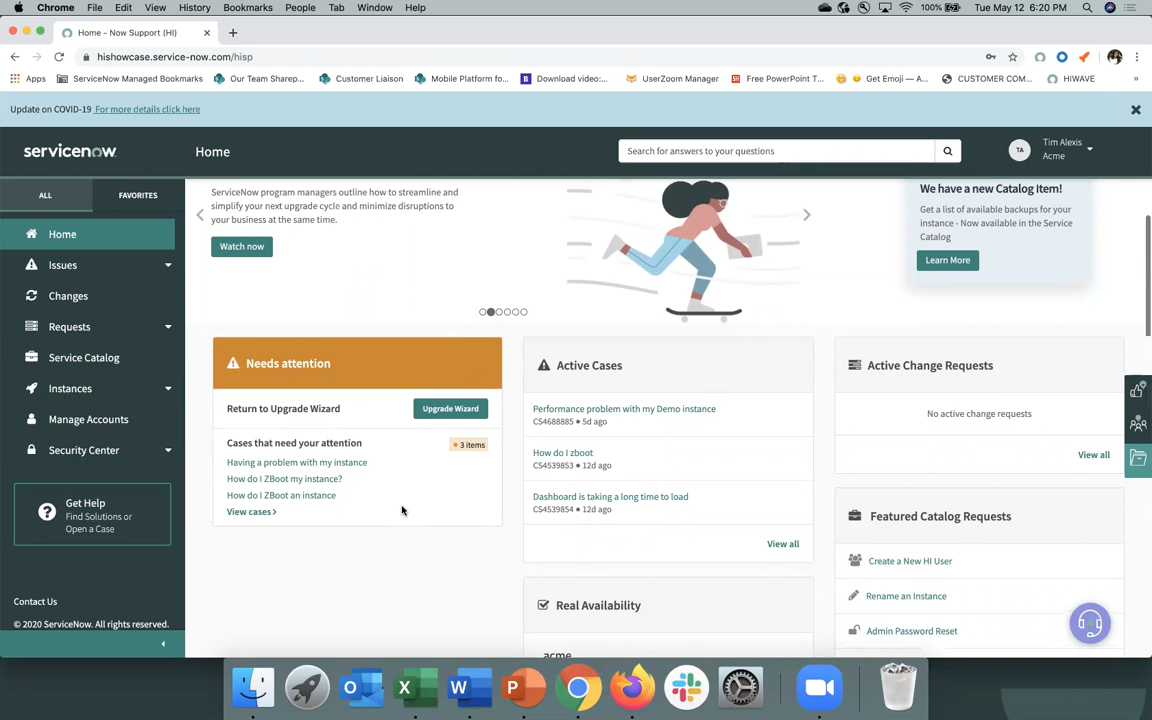 Chrome File Edit View History Bookmarks People Tab Window Help
100% Tue May 12 6:20 PM
Home - Now Support (HI)
hishowcase.service-now.com/hisp
Apps ServiceNow Managed Bookmarks Our Team Sharep... Customer Liaison Mobile Platform fo... Download video:... UserZoom Manager Free PowerPoint T... Get Emoji — A... CUSTOMER COM... HIWAVE »
Update on COVID-19 For more details click here
servicenow
Home
Search for answers to your questions
TA
Tim Alexis
Acme
ALL FAVORITES
Home
Issues
Changes
Requests
Service Catalog
Instances
Manage Accounts
Security Center
Get Help
Find Solutions or
Open a Case
Contact Us
© 2020 ServiceNow. All rights reserved.
ServiceNow program managers outline how to streamline and
simplify your next upgrade cycle and minimize disruptions to
your business at the same time.
Watch now
We have a new Catalog Item!
Get a list of available backups for your
instance - Now available in the Service
Catalog
Learn More
Needs attention
Return to Upgrade Wizard
Upgrade Wizard
Cases that need your attention
3 items
Having a problem with my instance
How do I ZBoot my instance?
How do I ZBoot an instance
View cases
Active Cases
Performance problem with my Demo instance
CS4688885 • 5d ago
How do I zboot
CS4539853 • 12d ago
Dashboard is taking a long time to load
CS4539854 • 12d ago
View all
Real Availability
acme
Active Change Requests
No active change requests
View all
Featured Catalog Requests
Create a New HI User
Rename an Instance
Admin Password Reset